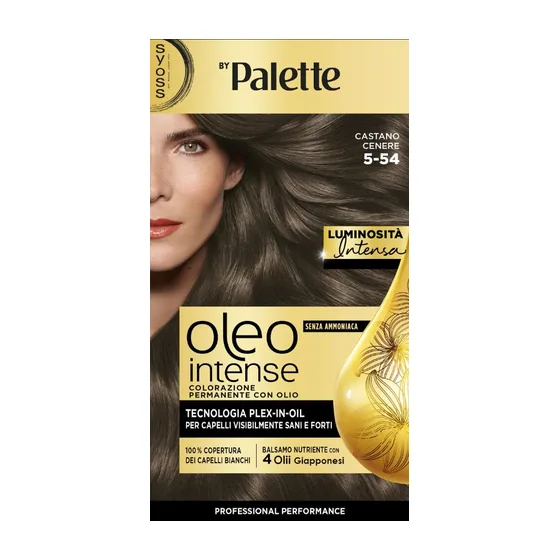 syoss
BY Palette
CASTANO
CENERE
5-54
LUMINOSITÀ
Intensa
SENZA AMMONIACA
oleo
intense
COLORAZIONE
PERMANENTE CON OLIO
TECNOLOGIA PLEX-IN-OIL
PER CAPELLI VISIBILMENTE SANI E FORTI
100% COPERTURA
DEI CAPELLI BIANCHI
BALSAMO NUTRIENTE CON
4 Olii Giapponesi
PROFESSIONAL PERFORMANCE